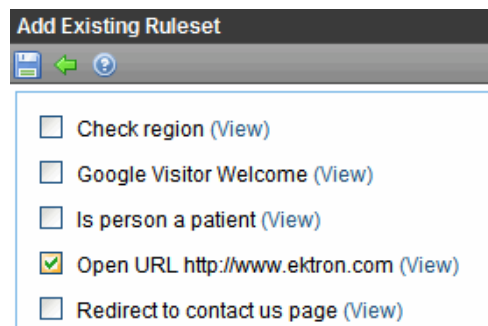 Add Existing Ruleset
Check region (View)
Google Visitor Welcome (View)
Is person a patient (View)
Open URL http://www.ektron.com (View)
Redirect to contact us page (View)